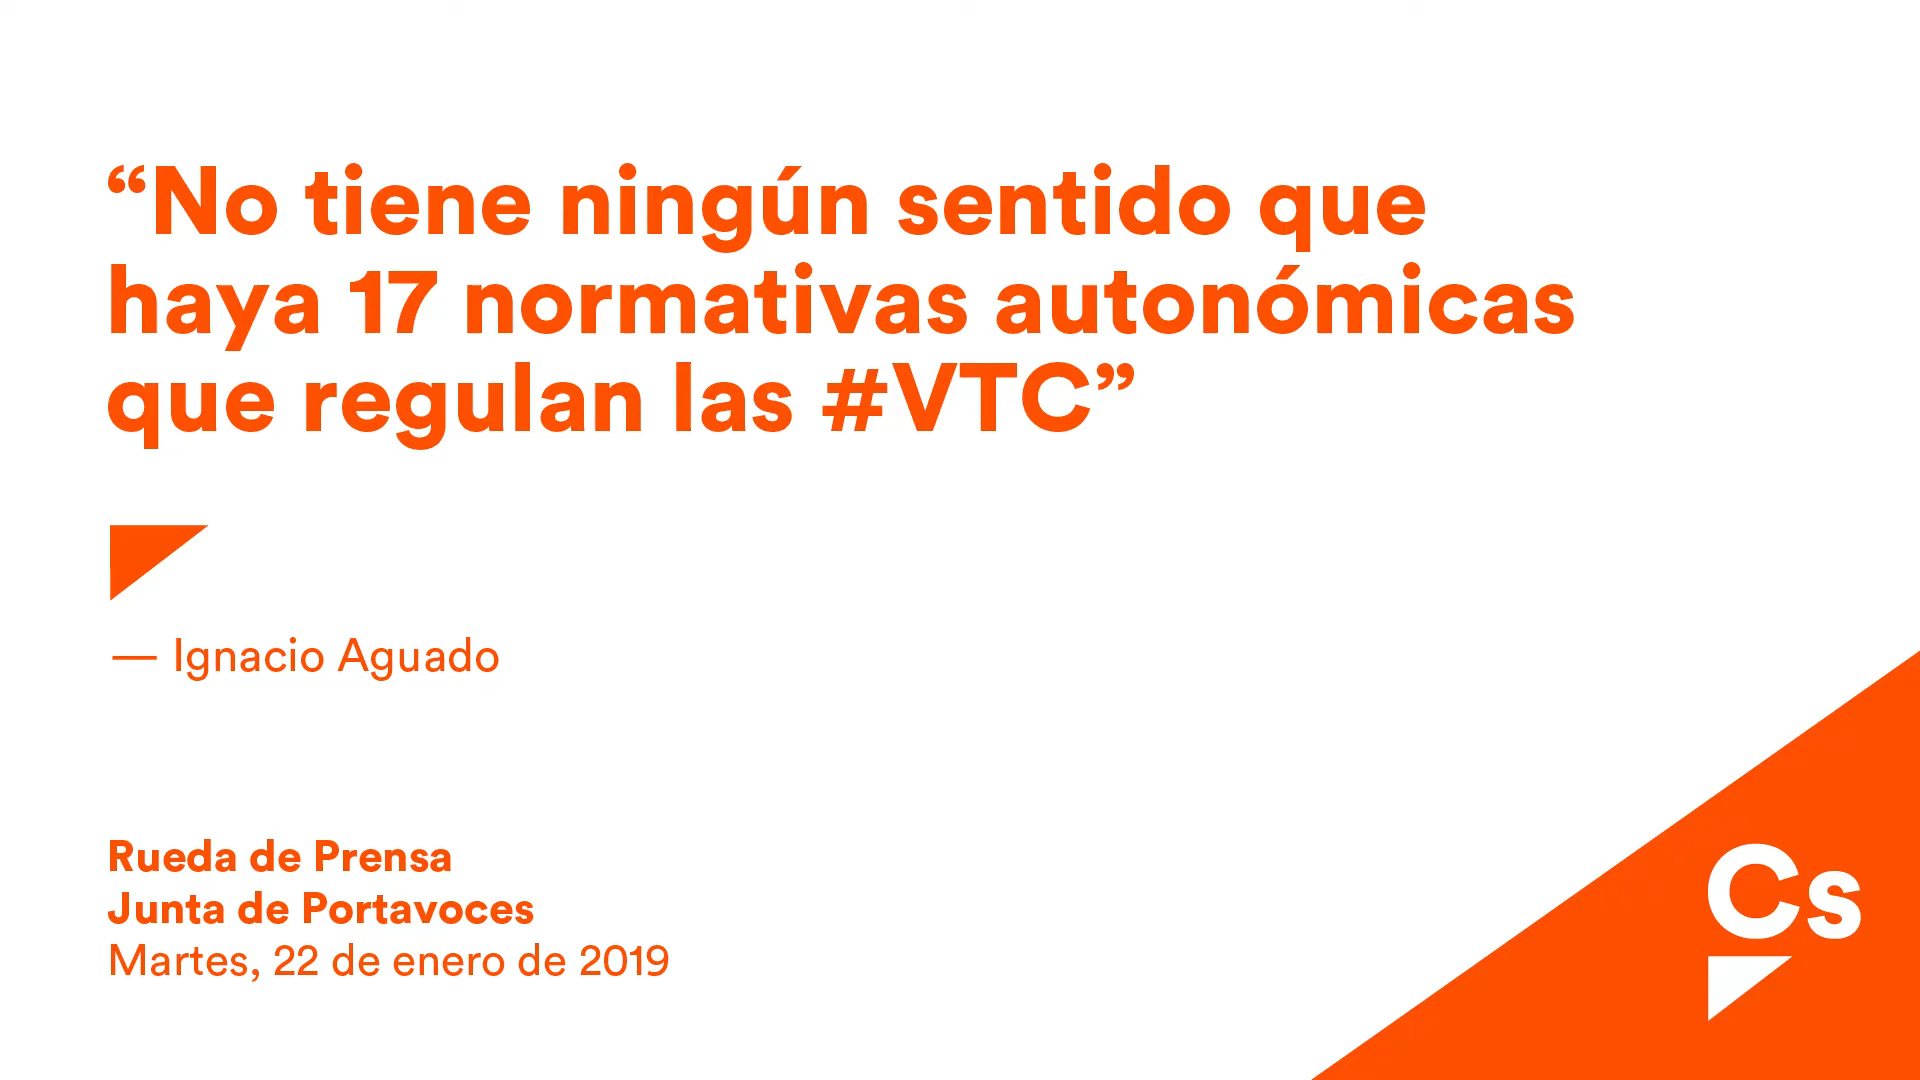 “No tiene ningún sentido que
haya 17 normativas autonómicas
que regulan las #VTC”
— Ignacio Aguado
Rueda de Prensa
Junta de Portavoces
Martes, 22 de enero de 2019
Cs